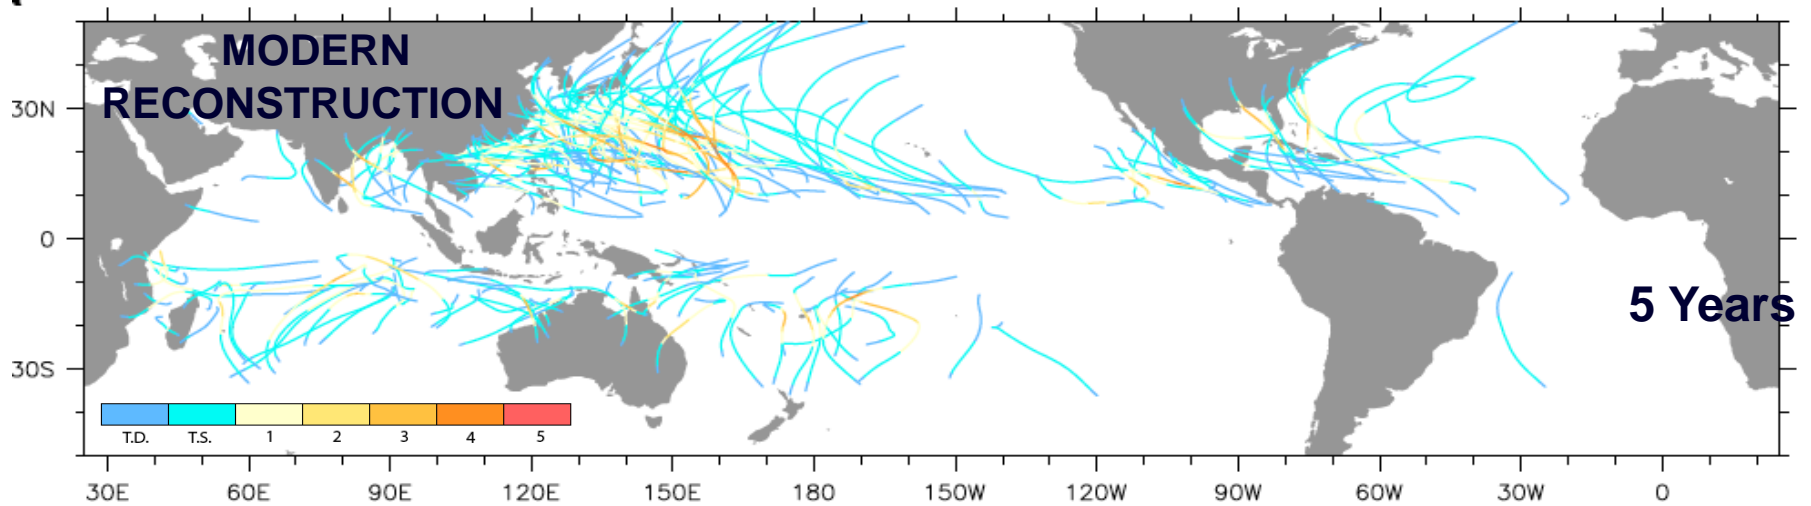 MODERN
RECONSTRUCTION
30N
0
30S
5 Years
T.D. T.S. 1 2 3 4 5
30E 60E 90E 120E 150E 180 150W 120W 90W 60W 30W 0